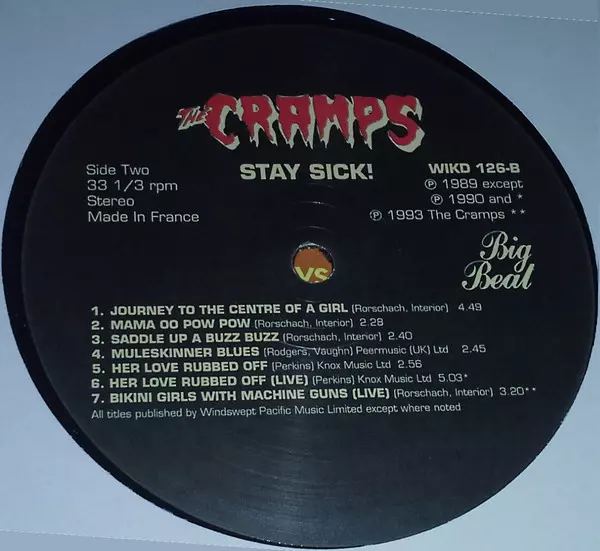 THE CRAMPS
STAY SICK!
Side Two
33 1/3 rpm
Stereo
Made In France
WIKD 126-B
℗ 1989 except
℗ 1990 and *
℗ 1993 The Cramps **
Big
Beat
VS
1. JOURNEY TO THE CENTRE OF A GIRL (Rorschach, Interior) 4.49
2. MAMA OO POW POW (Rorschach, Interior) 2.28
3. SADDLE UP A BUZZ BUZZ (Rorschach, Interior) 2.40
4. MULESKINNER BLUES (Rodgers, Vaughn) Peermusic (UK) Ltd 2.45
5. HER LOVE RUBBED OFF (Perkins) Knox Music Ltd 2.56
6. HER LOVE RUBBED OFF (LIVE) (Perkins) Knox Music Ltd 5.03*
7. BIKINI GIRLS WITH MACHINE GUNS (LIVE) (Rorschach, Interior) 3.20**
All titles published by Windswept Pacific Music Limited except where noted